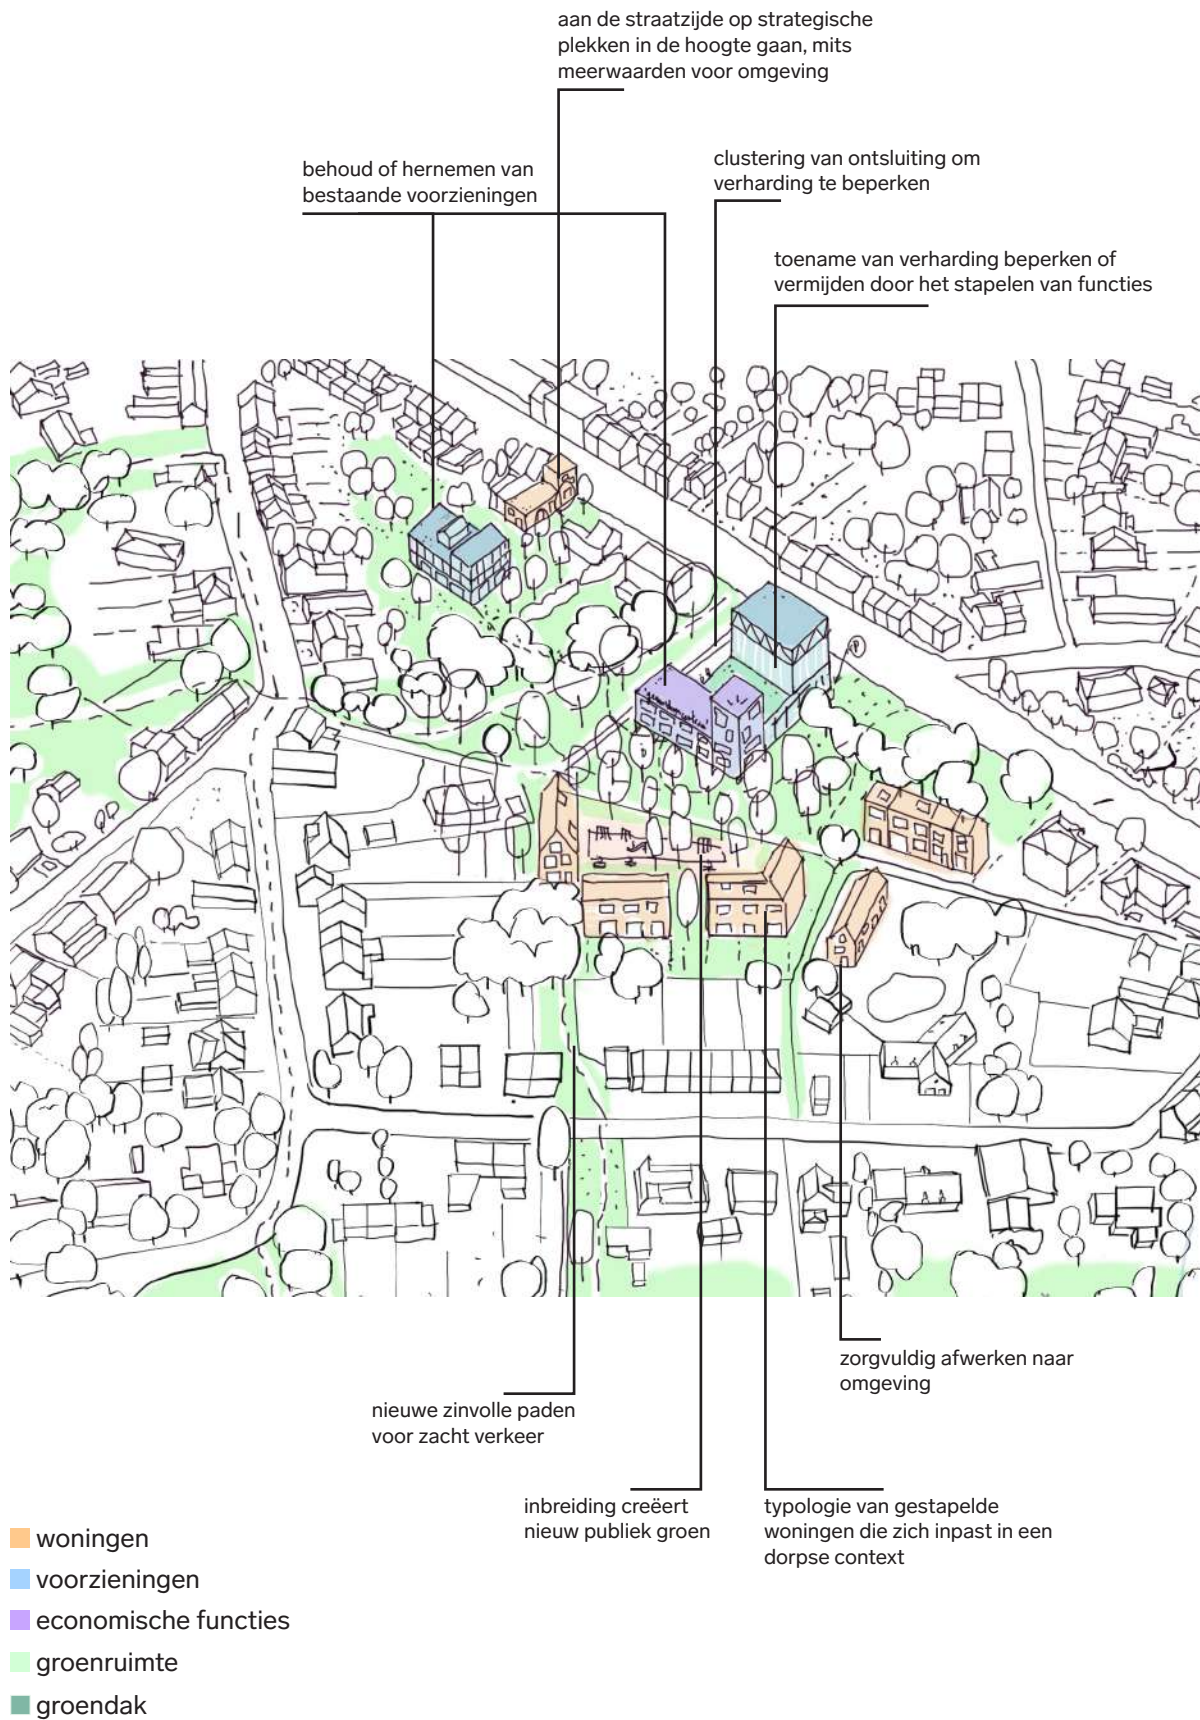 aan de straatzijde op strategische
plekken in de hoogte gaan, mits
meerwaarden voor omgeving
behoud of hernemen van
bestaande voorzieningen
clustering van ontsluiting om
verharding te beperken
toename van verharding beperken of
vermijden door het stapelen van functies
zorgvuldig afwerken naar
omgeving
nieuwe zinvolle paden
voor zacht verkeer
inbreiding creëert
nieuw publiek groen
typologie van gestapelde
woningen die zich inpast in een
dorpse context
woningen
voorzieningen
economische functies
groenruimte
groendak